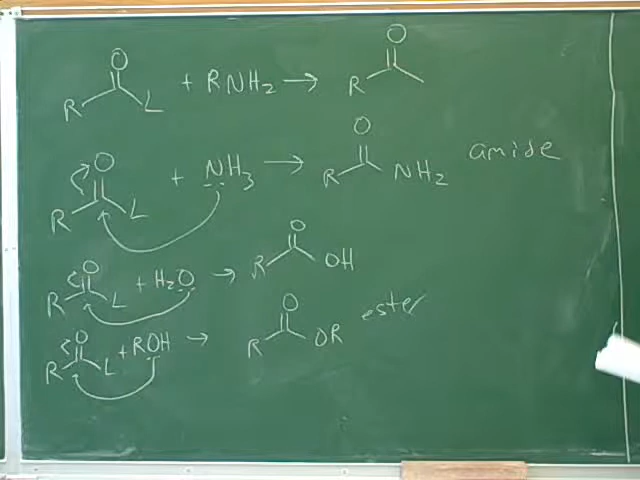 O O
R L + RNH₂ → R
O O
R L + NH₃ → R NH₂ amide
O O
R L + H₂O → R OH
O O
R L + ROH → R OR ester